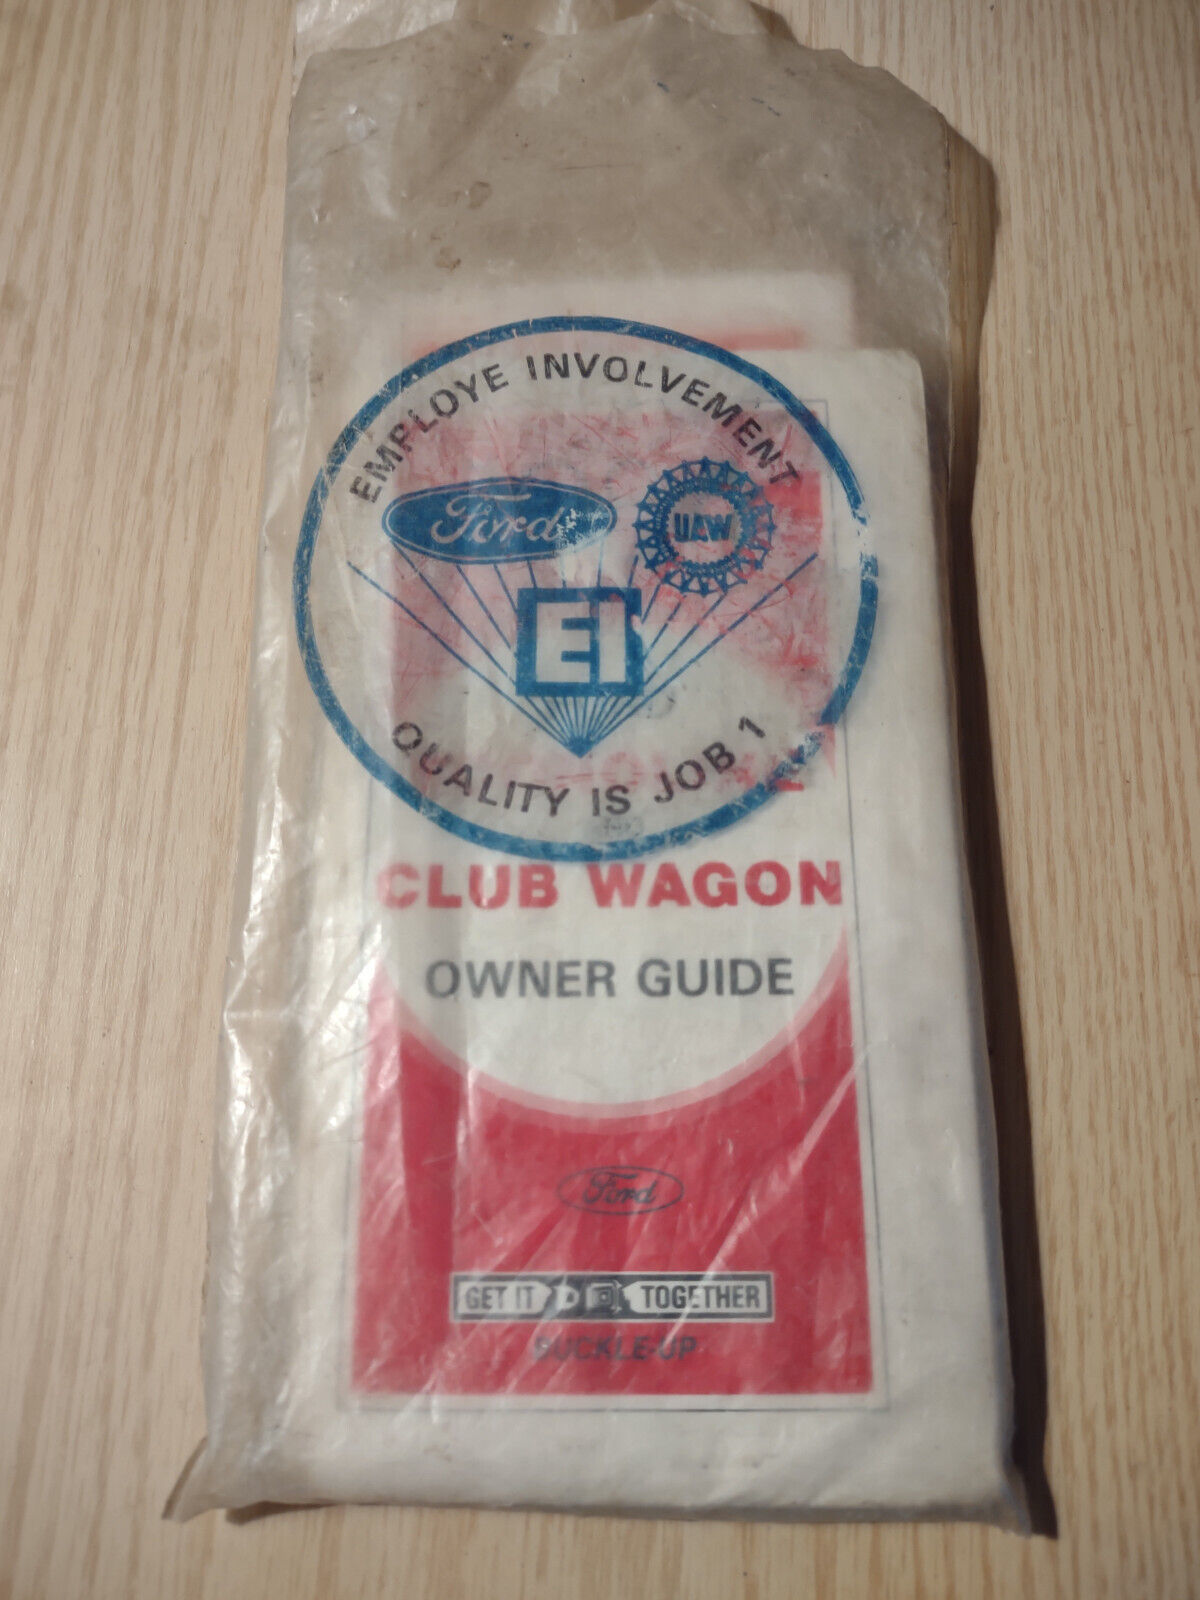 EMPLOYE INVOLVEMENT
Ford
UAW
EI
QUALITY IS JOB 1
CLUB WAGON
OWNER GUIDE
Ford
GET IT TOGETHER
BUCKLE-UP